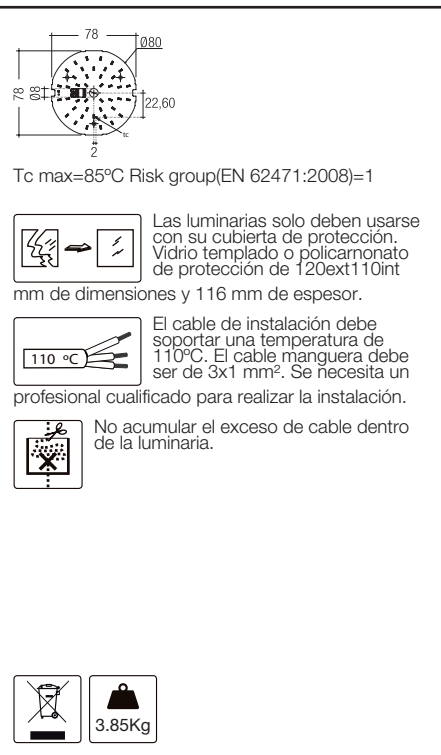 78
Ø80
78
Ø8
22,60
tc
2
Tc max=85ºC Risk group(EN 62471:2008)=1
Las luminarias solo deben usarse
con su cubierta de protección.
Vidrio templado o policarnonato
de protección de 120ext110int
mm de dimensiones y 116 mm de espesor.
110 ºC
El cable de instalación debe
soportar una temperatura de
110ºC. El cable manguera debe
ser de 3x1 mm². Se necesita un
profesional cualificado para realizar la instalación.
No acumular el exceso de cable dentro
de la luminaria.
3.85Kg